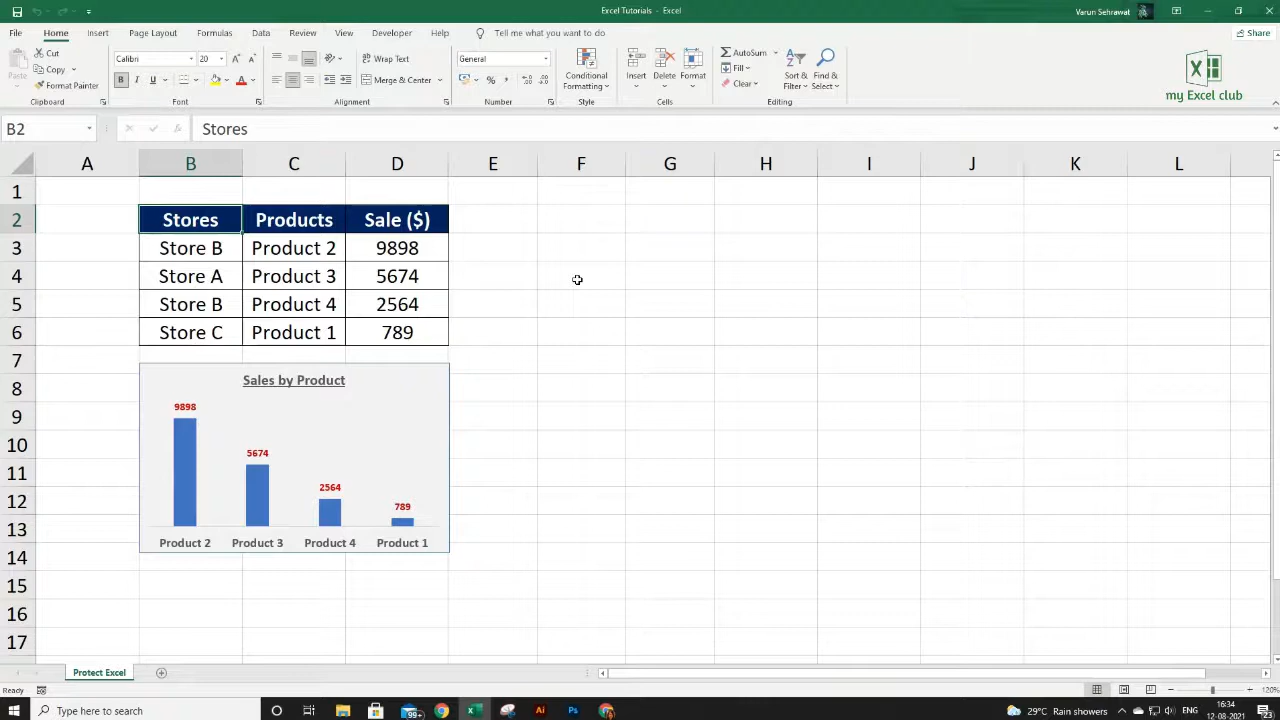 Excel Tutorials - Excel
Varun Sehrawat
File Home Insert Page Layout Formulas Data Review View Developer Help Tell me what you want to do
Share
Paste
Cut
Copy
Format Painter
Clipboard
Calibri 20
B I U
Font
Wrap Text
Merge & Center
Alignment
General
Number
Conditional
Formatting
Style
Insert Delete Format
Cells
AutoSum
Fill
Clear
Sort &
Filter
Find &
Select
Editing
my Excel club
B2 Stores
A B C D E F G H I J K L
1
2 Stores Products Sale ($)
3 Store B Product 2 9898
4 Store A Product 3 5674
5 Store B Product 4 2564
6 Store C Product 1 789
7
8 Sales by Product
9 9898
10
11 5674
12 2564
13 789
14 Product 2 Product 3 Product 4 Product 1
15
16
17
Protect Excel
Ready
120%
Type here to search
99+
29°C Rain showers
16:34
12-08-2021
23